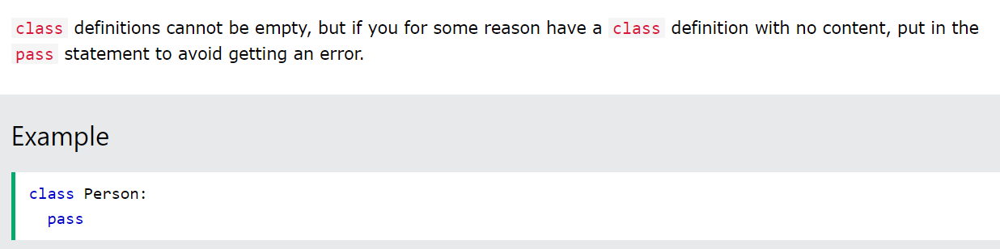 class definitions cannot be empty, but if you for some reason have a class definition with no content, put in the
pass statement to avoid getting an error.
Example
class Person:
  pass